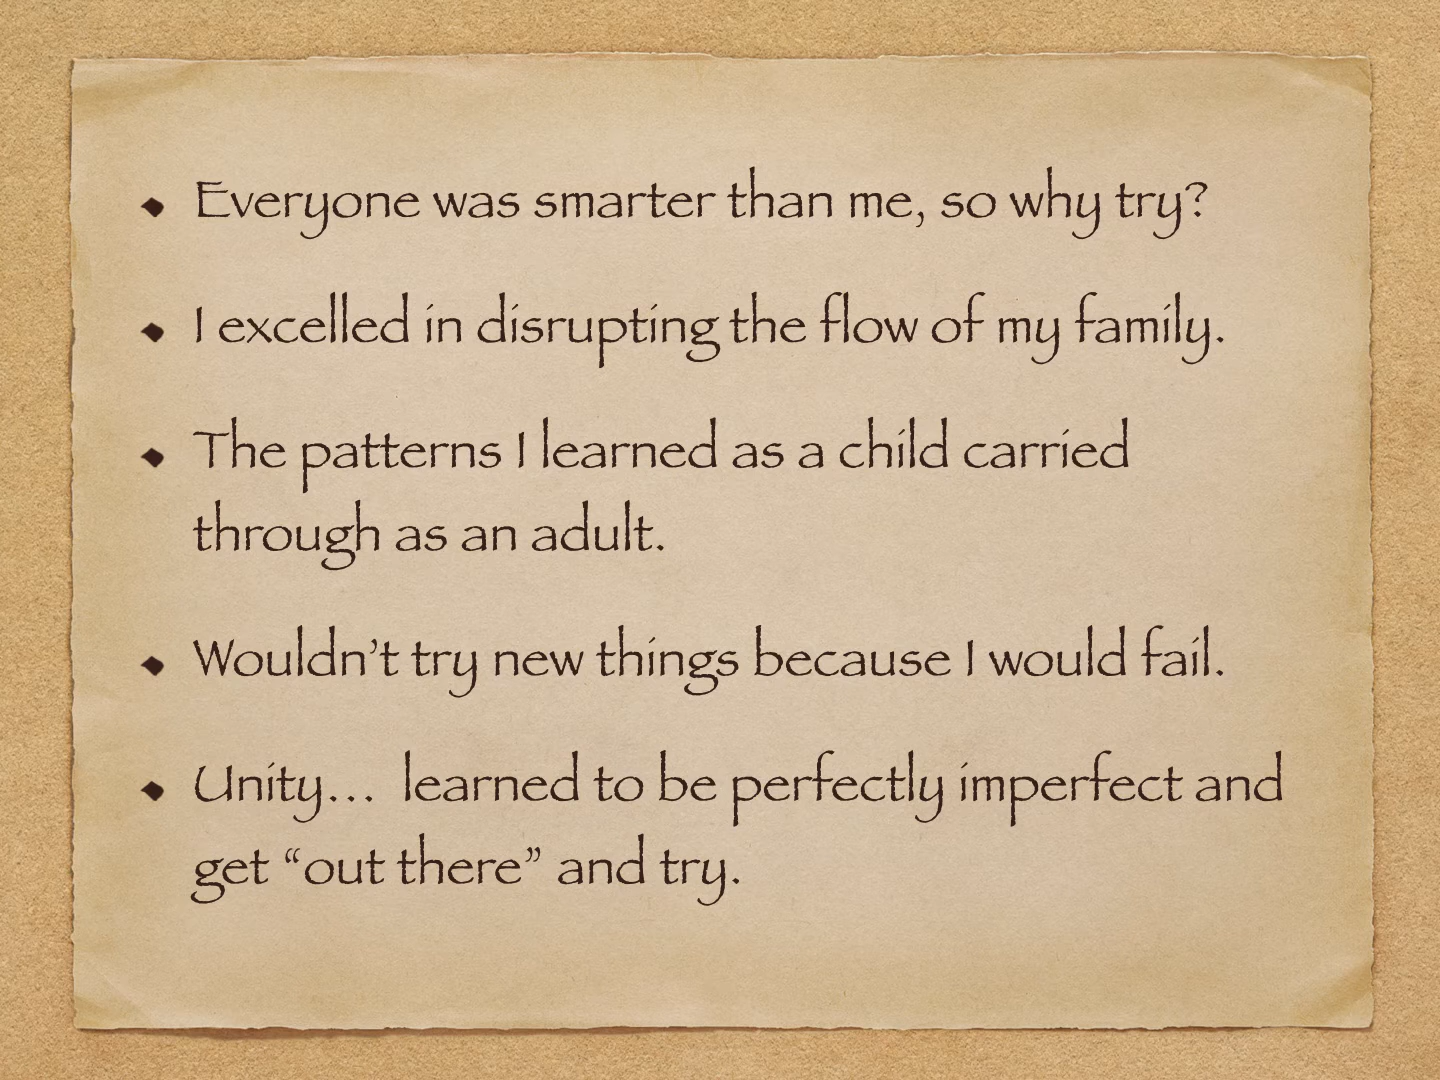 Everyone was smarter than me, so why try?
I excelled in disrupting the flow of my family.
The patterns I learned as a child carried
through as an adult.
Wouldn’t try new things because I would fail.
Unity…  learned to be perfectly imperfect and
get “out there” and try.